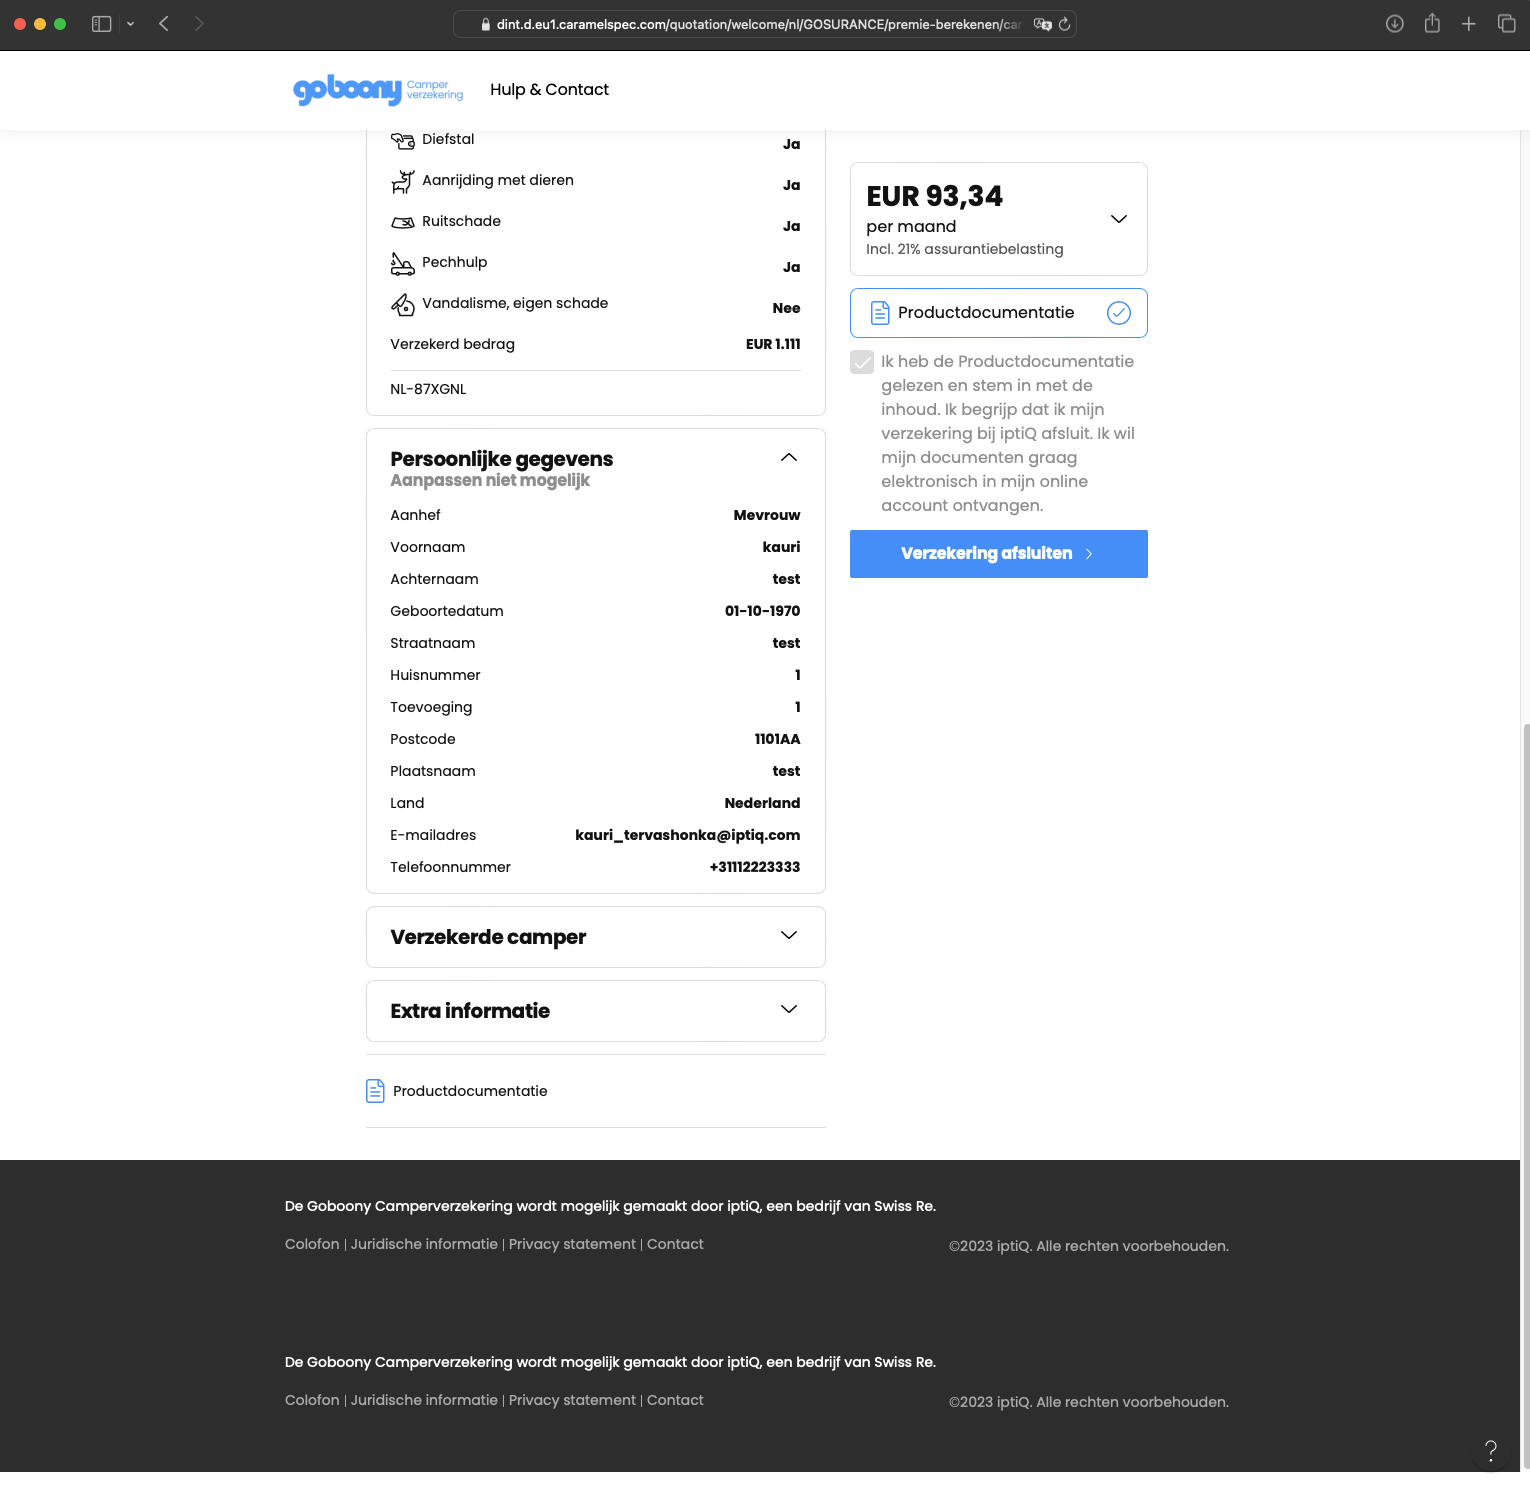 dint.d.eu1.caramelspec.com/quotation/welcome/nl/GOSURANCE/premie-berekenen/car
goboony Camper verzekering
Hulp & Contact
Diefstal Ja
Aanrijding met dieren Ja
Ruitschade Ja
Pechhulp Ja
Vandalisme, eigen schade Nee
Verzekerd bedrag EUR 1.111
NL-87XGNL
Persoonlijke gegevens
Aanpassen niet mogelijk
Aanhef Mevrouw
Voornaam kauri
Achternaam test
Geboortedatum 01-10-1970
Straatnaam test
Huisnummer 1
Toevoeging 1
Postcode 1101AA
Plaatsnaam test
Land Nederland
E-mailadres kauri_tervashonka@iptiq.com
Telefoonnummer +31112223333
Verzekerde camper
Extra informatie
Productdocumentatie
EUR 93,34
per maand
Incl. 21% assurantiebelasting
Productdocumentatie
Ik heb de Productdocumentatie
gelezen en stem in met de
inhoud. Ik begrijp dat ik mijn
verzekering bij iptiQ afsluit. Ik wil
mijn documenten graag
elektronisch in mijn online
account ontvangen.
Verzekering afsluiten
De Goboony Camperverzekering wordt mogelijk gemaakt door iptiQ, een bedrijf van Swiss Re.
Colofon | Juridische informatie | Privacy statement | Contact
©2023 iptiQ. Alle rechten voorbehouden.
De Goboony Camperverzekering wordt mogelijk gemaakt door iptiQ, een bedrijf van Swiss Re.
Colofon | Juridische informatie | Privacy statement | Contact
©2023 iptiQ. Alle rechten voorbehouden.
?